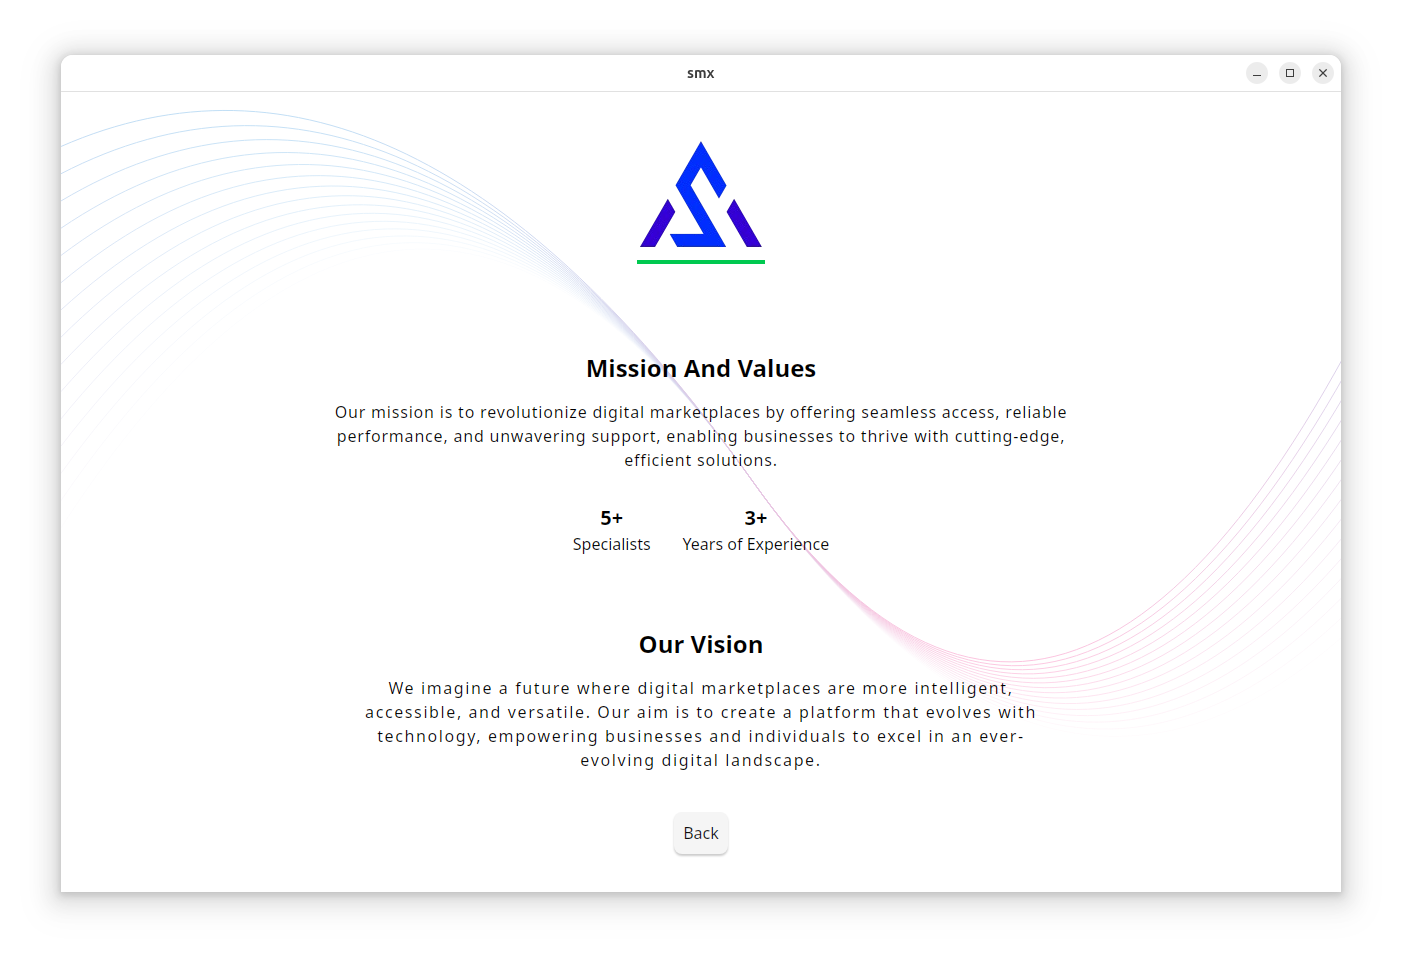 smx
Mission And Values
Our mission is to revolutionize digital marketplaces by offering seamless access, reliable
performance, and unwavering support, enabling businesses to thrive with cutting-edge,
efficient solutions.
5+
Specialists
3+
Years of Experience
Our Vision
We imagine a future where digital marketplaces are more intelligent,
accessible, and versatile. Our aim is to create a platform that evolves with
technology, empowering businesses and individuals to excel in an ever-
evolving digital landscape.
Back